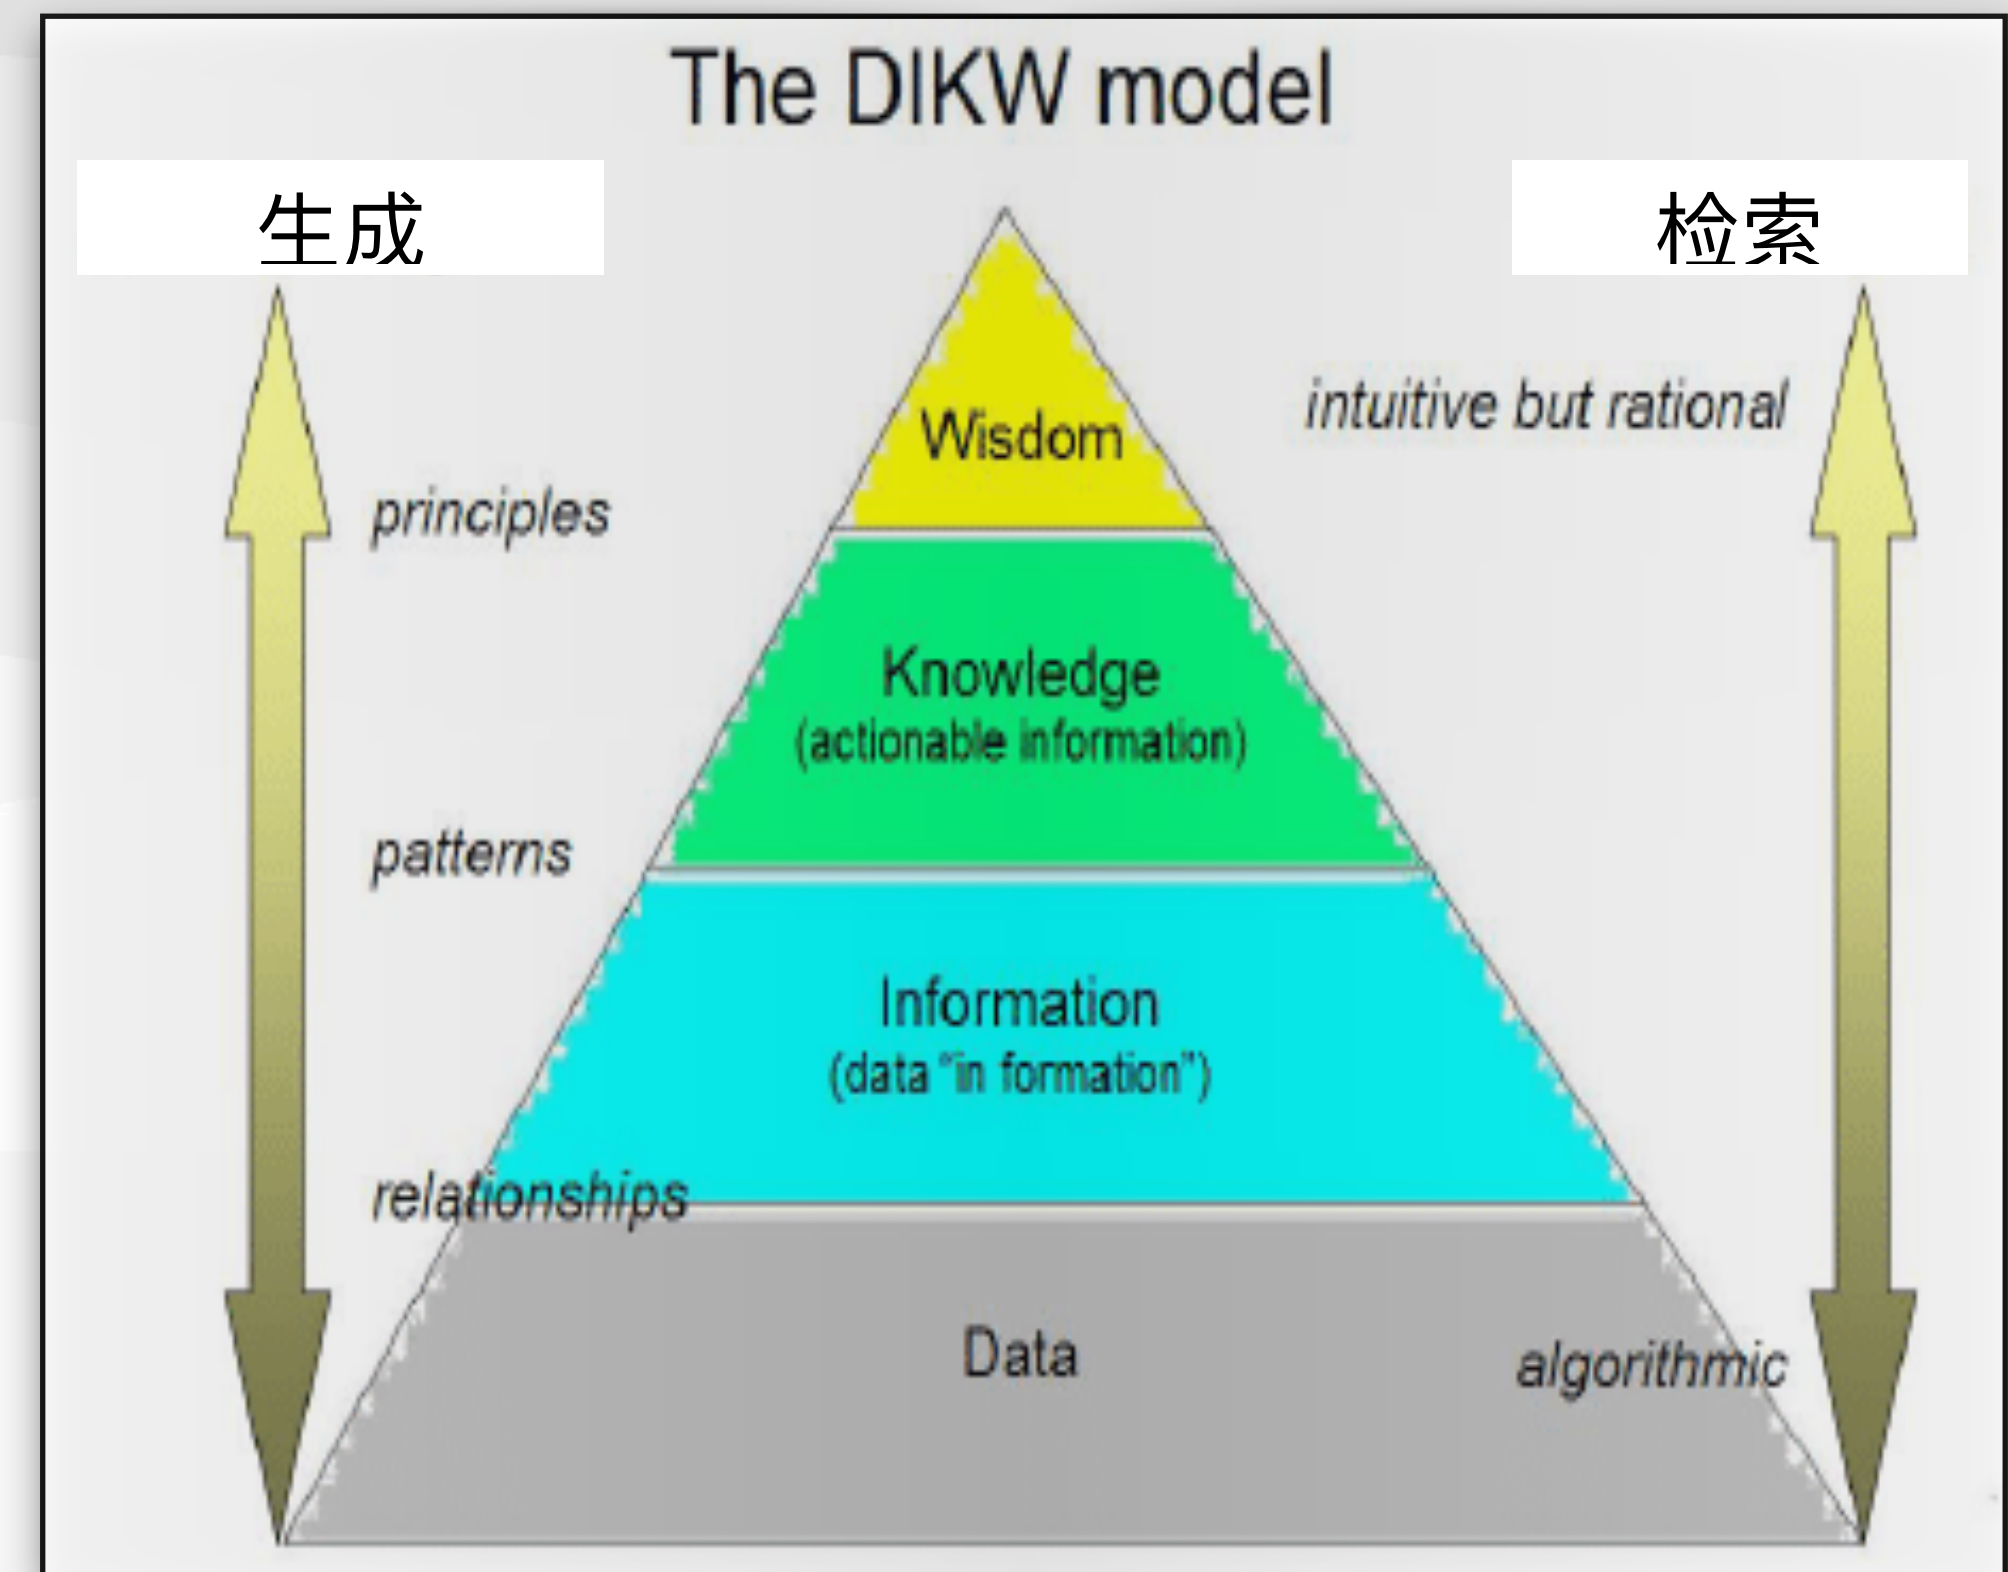 The DIKW model
生成
检索
Wisdom
intuitive but rational
principles
Knowledge
(actionable information)
patterns
Information
(data “in formation”)
relationships
Data
algorithmic